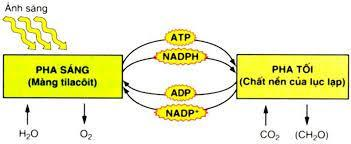 Ánh sáng
PHA SÁNG
(Màng tilacôit)
ATP
NADPH
ADP
NADP⁺
PHA TỐI
(Chất nền của lục lạp)
H₂O
O₂
CO₂
(CH₂O)